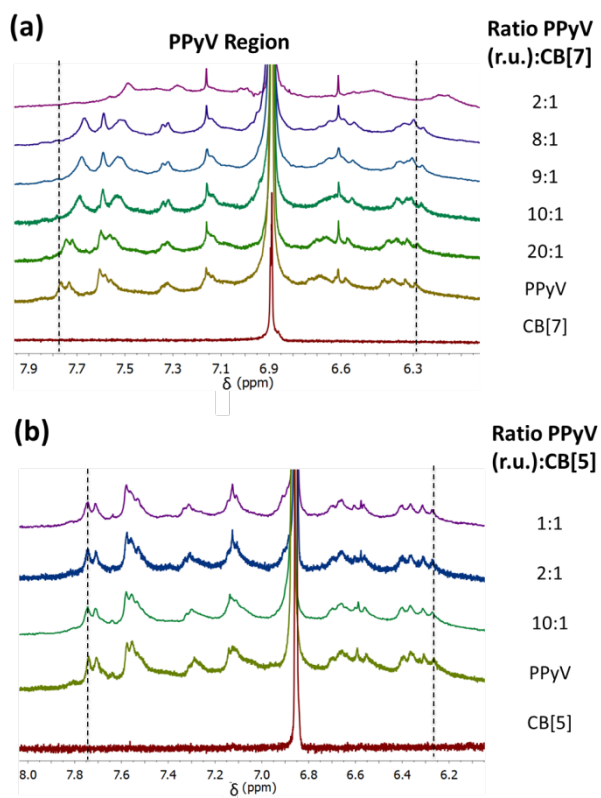 (a)
PPyV Region
Ratio PPyV
(r.u.):CB[7]
2:1
8:1
9:1
10:1
20:1
PPyV
CB[7]
7.9 7.7 7.5 7.3 7.1 6.9 6.6 6.4 6.3
δ (ppm)
(b)
Ratio PPyV
(r.u.):CB[5]
1:1
2:1
10:1
PPyV
CB[5]
8.0 7.8 7.6 7.4 7.2 7.0 6.8 6.6 6.4 6.2
δ (ppm)